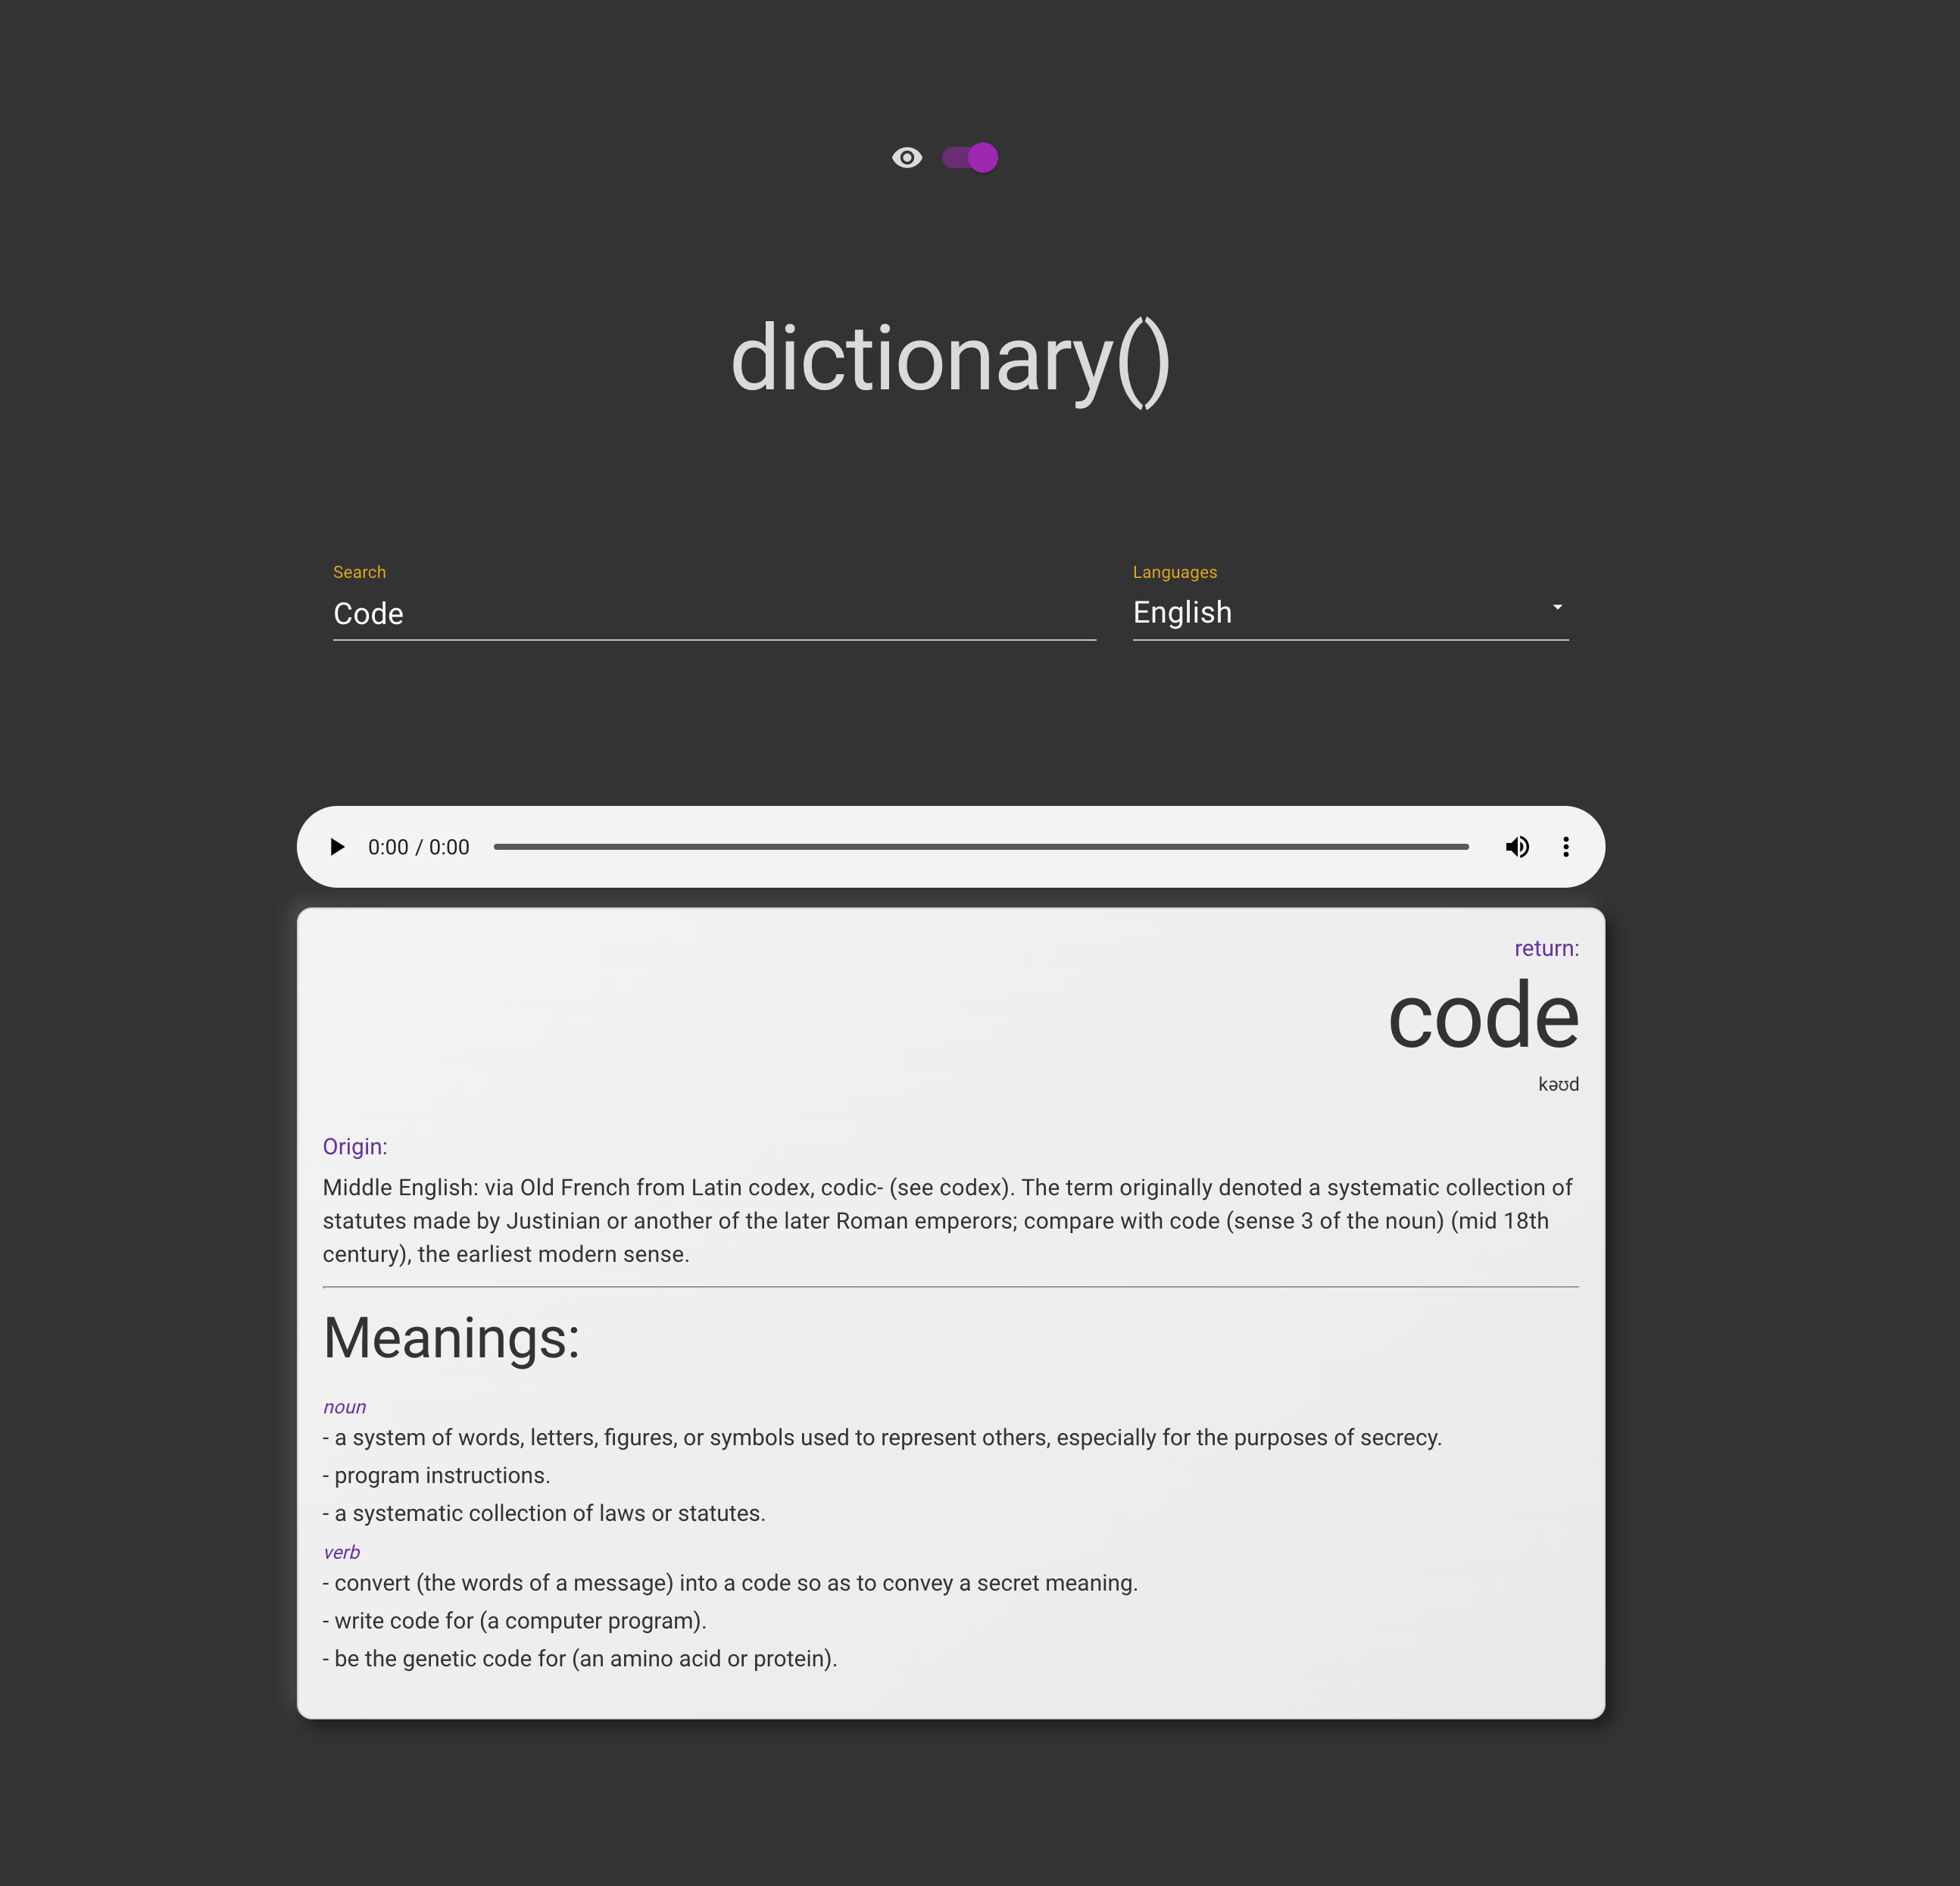 dictionary()
Search
Languages
Code
English
0:00 / 0:00
return:
code
kəʊd
Origin:
Middle English: via Old French from Latin codex, codic- (see codex). The term originally denoted a systematic collection of
statutes made by Justinian or another of the later Roman emperors; compare with code (sense 3 of the noun) (mid 18th
century), the earliest modern sense.
Meanings:
noun
- a system of words, letters, figures, or symbols used to represent others, especially for the purposes of secrecy.
- program instructions.
- a systematic collection of laws or statutes.
verb
- convert (the words of a message) into a code so as to convey a secret meaning.
- write code for (a computer program).
- be the genetic code for (an amino acid or protein).